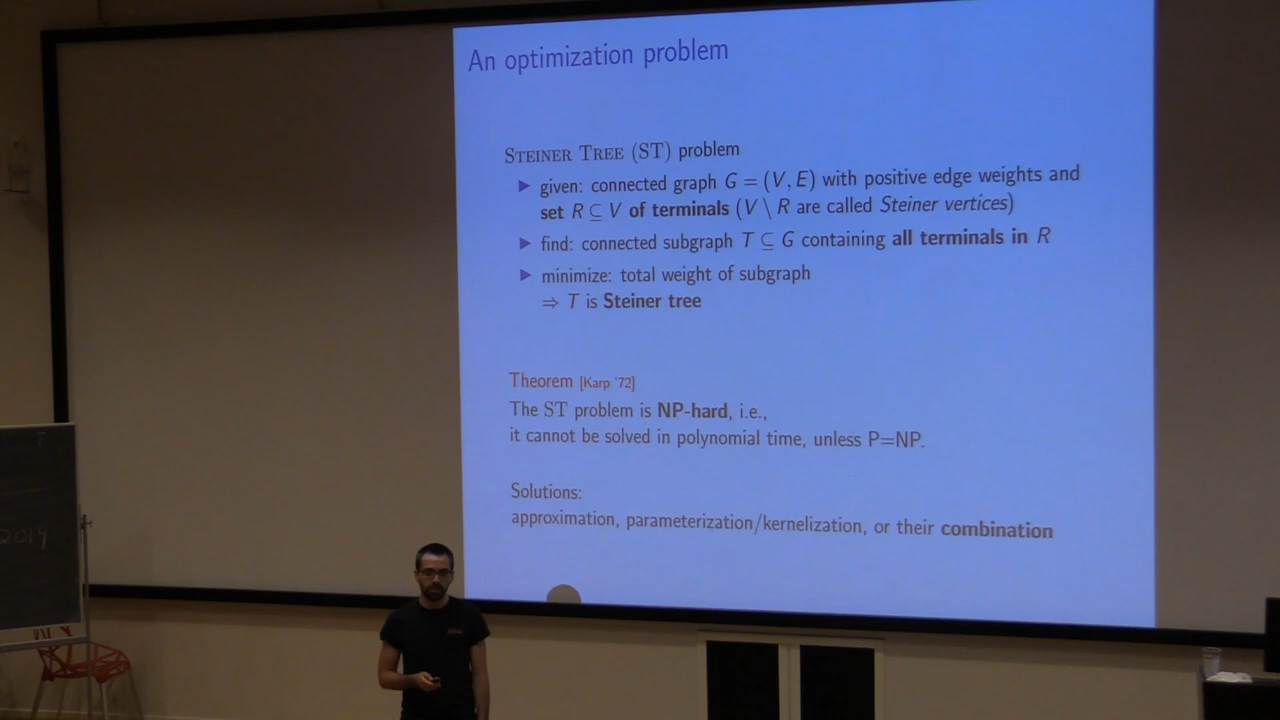 An optimization problem
STEINER TREE (ST) problem
▶ given: connected graph G = (V, E) with positive edge weights and
set R ⊆ V of terminals (V \ R are called Steiner vertices)
▶ find: connected subgraph T ⊆ G containing all terminals in R
▶ minimize: total weight of subgraph
⇒ T is Steiner tree
Theorem [Karp '72]
The ST problem is NP-hard, i.e.,
it cannot be solved in polynomial time, unless P=NP.
Solutions:
approximation, parameterization/kernelization, or their combination
2019